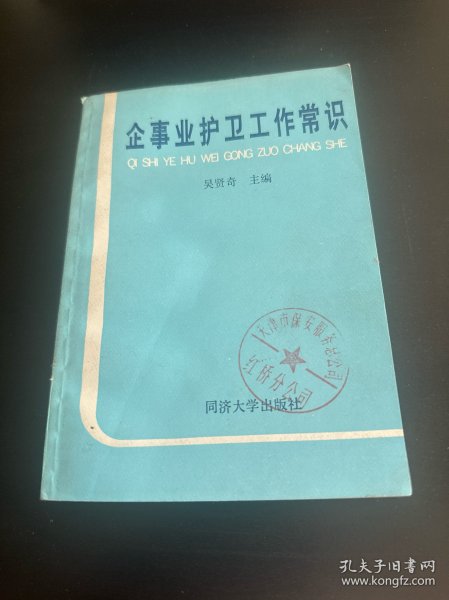 企事业护卫工作常识
QI SHI YE HU WEI GONG ZUO CHANG SHE
吴贤奇 主编
天津市保安服务总公司
红桥分公司
同济大学出版社
孔夫子旧书网
www.kongfz.com